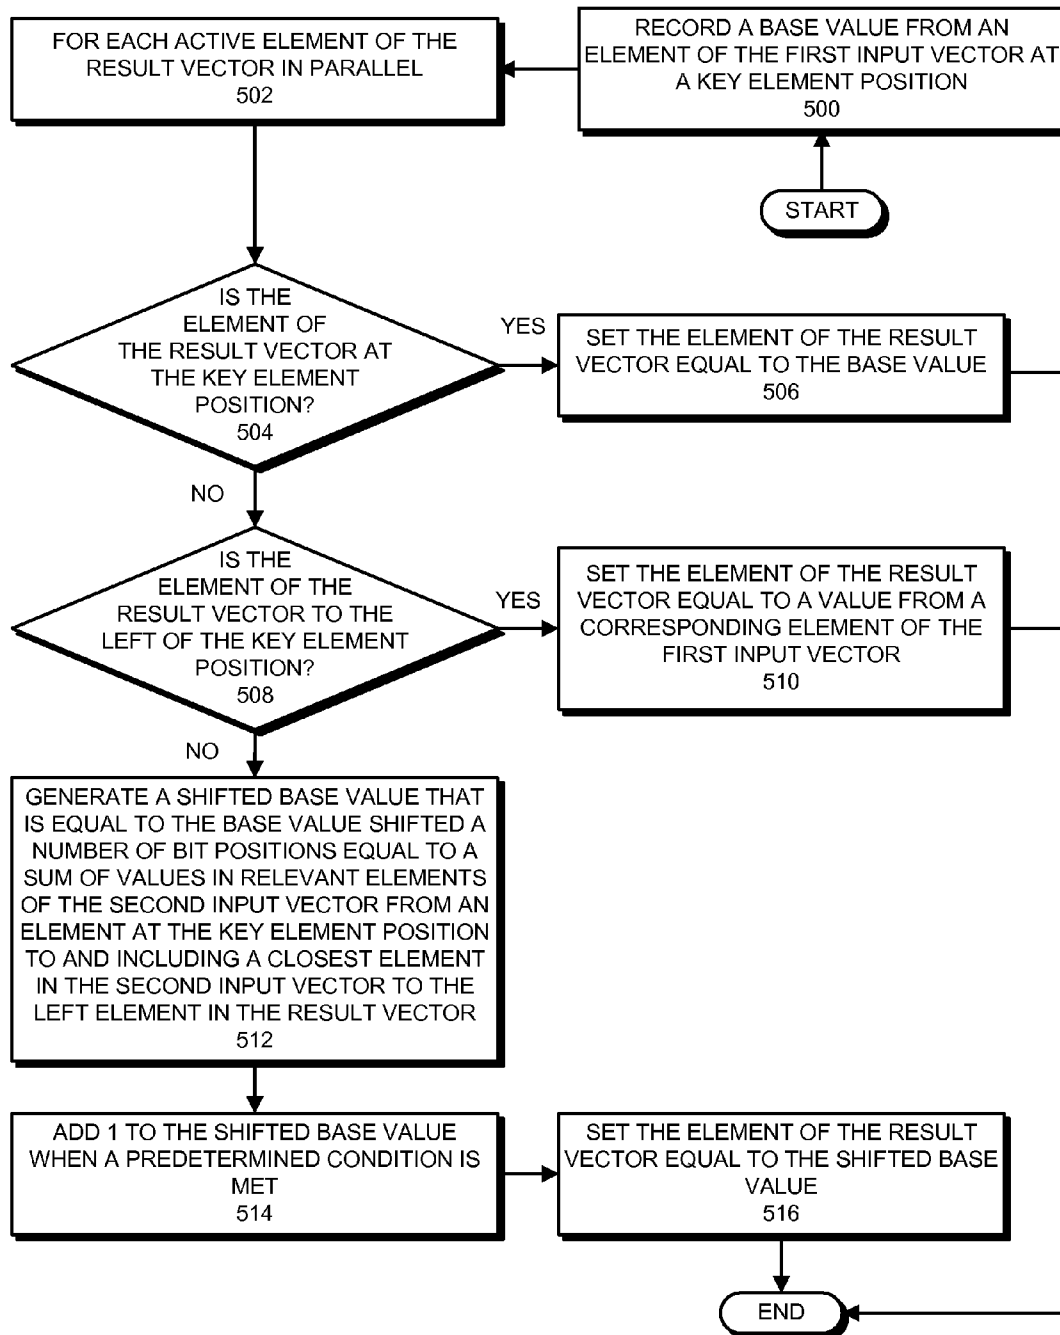 RECORD A BASE VALUE FROM AN
ELEMENT OF THE FIRST INPUT VECTOR AT
A KEY ELEMENT POSITION
500
START
FOR EACH ACTIVE ELEMENT OF THE
RESULT VECTOR IN PARALLEL
502
IS THE
ELEMENT OF
THE RESULT VECTOR AT
THE KEY ELEMENT
POSITION?
504
YES
SET THE ELEMENT OF THE RESULT
VECTOR EQUAL TO THE BASE VALUE
506
NO
IS THE
ELEMENT OF THE
RESULT VECTOR TO THE
LEFT OF THE KEY ELEMENT
POSITION?
508
YES
SET THE ELEMENT OF THE RESULT
VECTOR EQUAL TO A VALUE FROM A
CORRESPONDING ELEMENT OF THE
FIRST INPUT VECTOR
510
NO
GENERATE A SHIFTED BASE VALUE THAT
IS EQUAL TO THE BASE VALUE SHIFTED A
NUMBER OF BIT POSITIONS EQUAL TO A
SUM OF VALUES IN RELEVANT ELEMENTS
OF THE SECOND INPUT VECTOR FROM AN
ELEMENT AT THE KEY ELEMENT POSITION
TO AND INCLUDING A CLOSEST ELEMENT
IN THE SECOND INPUT VECTOR TO THE
LEFT ELEMENT IN THE RESULT VECTOR
512
ADD 1 TO THE SHIFTED BASE VALUE
WHEN A PREDETERMINED CONDITION IS
MET
514
SET THE ELEMENT OF THE RESULT
VECTOR EQUAL TO THE SHIFTED BASE
VALUE
516
END